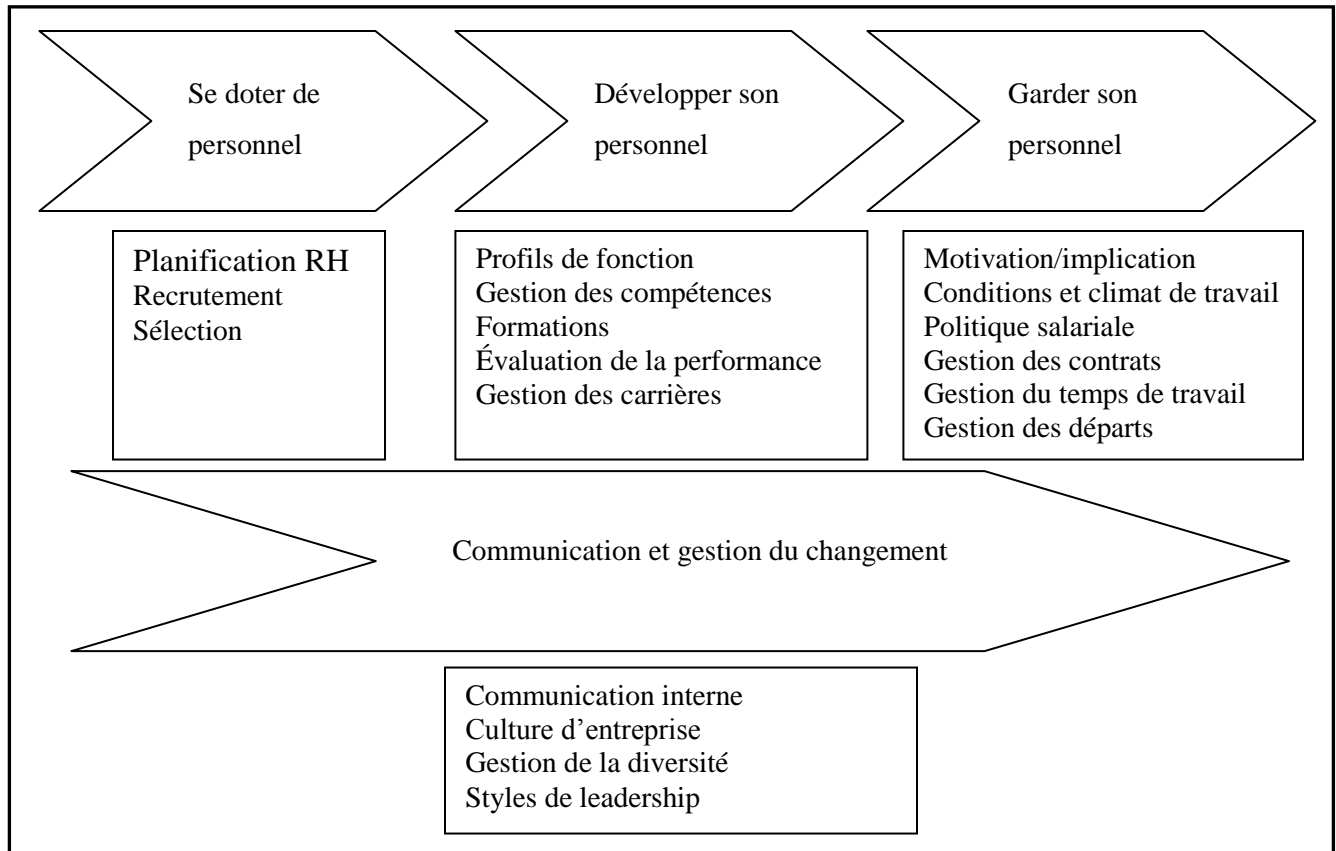 Se doter de
personnel
Développer son
personnel
Garder son
personnel
Planification RH
Recrutement
Sélection
Profils de fonction
Gestion des compétences
Formations
Évaluation de la performance
Gestion des carrières
Motivation/implication
Conditions et climat de travail
Politique salariale
Gestion des contrats
Gestion du temps de travail
Gestion des départs
Communication et gestion du changement
Communication interne
Culture d’entreprise
Gestion de la diversité
Styles de leadership